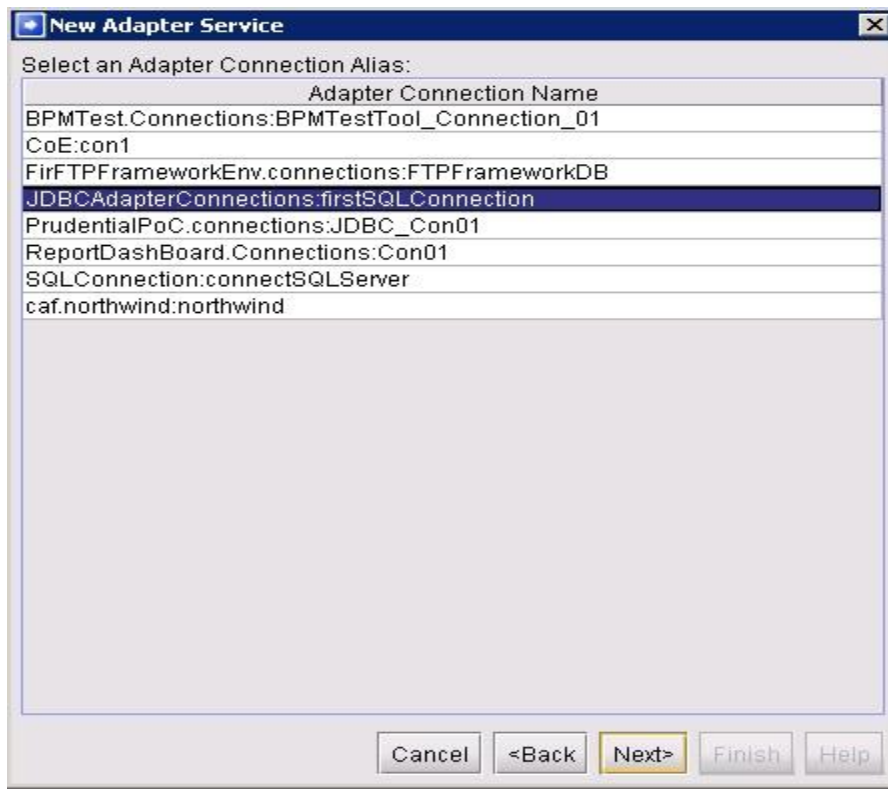 New Adapter Service
Select an Adapter Connection Alias:
Adapter Connection Name
BPMTest.Connections:BPMTestTool_Connection_01
CoE:con1
FirFTPFrameworkEnv.connections:FTPFrameworkDB
JDBCAdapterConnections:firstSQLConnection
PrudentialPoC.connections:JDBC_Con01
ReportDashBoard.Connections:Con01
SQLConnection:connectSQLServer
caf.northwind:northwind
Cancel <Back Next> Finish Help